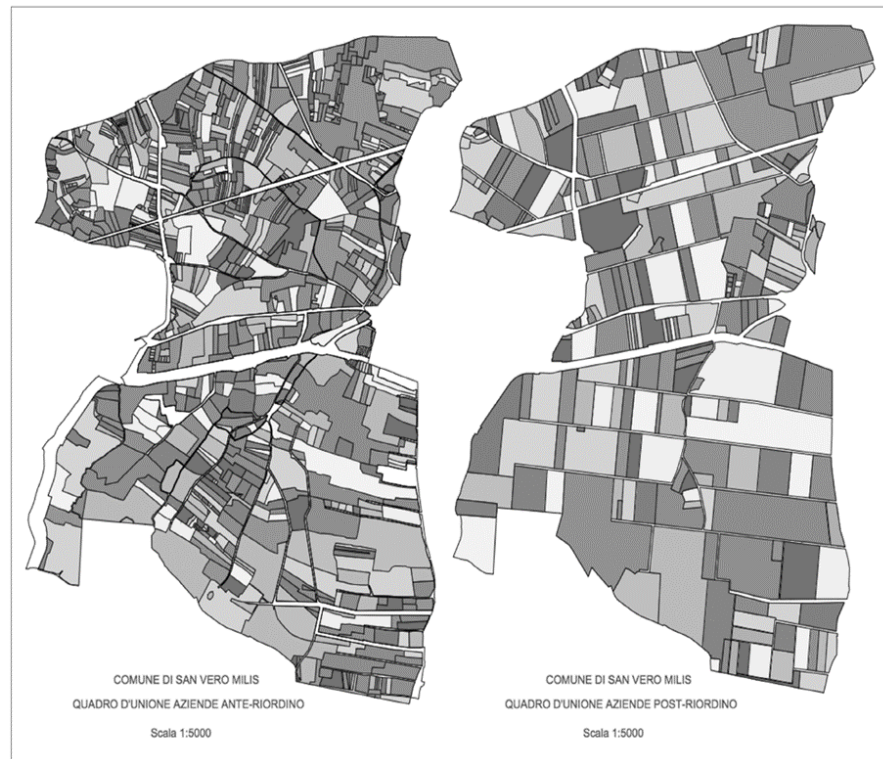 COMUNE DI SAN VERO MILIS
QUADRO D'UNIONE AZIENDE ANTE-RIORDINO
Scala 1:5000
COMUNE DI SAN VERO MILIS
QUADRO D'UNIONE AZIENDE POST-RIORDINO
Scala 1:5000